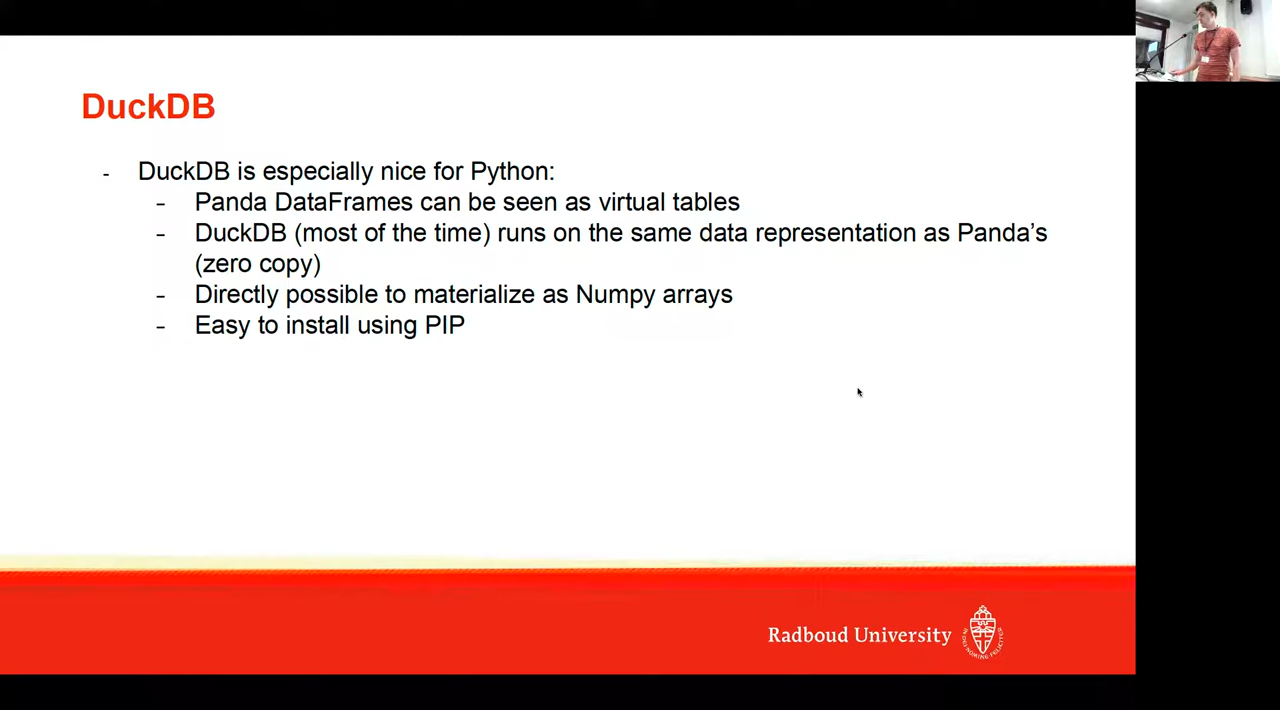 DuckDB
- DuckDB is especially nice for Python:
- Panda DataFrames can be seen as virtual tables
- DuckDB (most of the time) runs on the same data representation as Panda's
(zero copy)
- Directly possible to materialize as Numpy arrays
- Easy to install using PIP
Radboud University